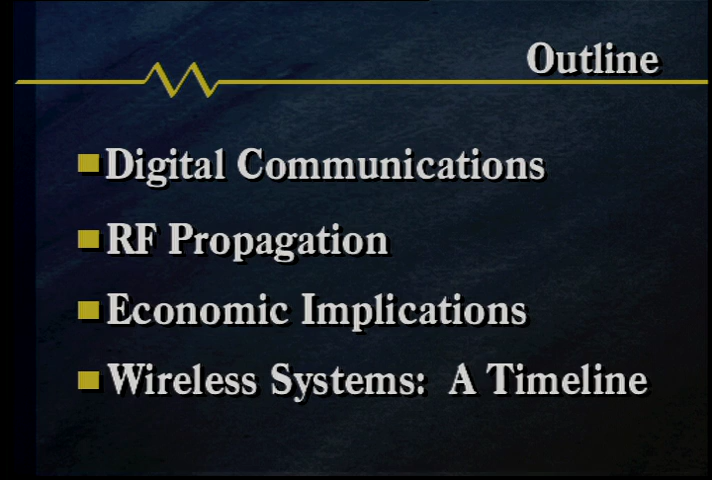 Outline
Digital Communications
RF Propagation
Economic Implications
Wireless Systems: A Timeline